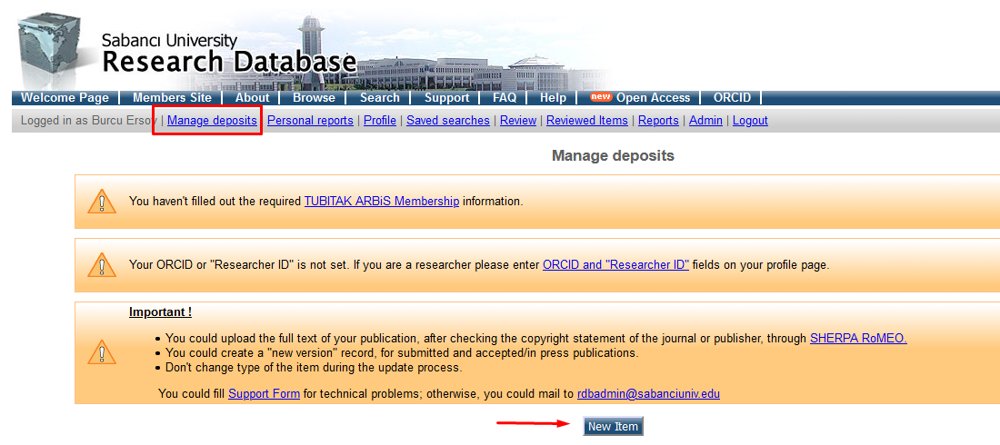 Sabancı University
Research Database
Welcome Page | Members Site | About | Browse | Search | Support | FAQ | Help | new Open Access | ORCID |
Logged in as Burcu Ersoy | Manage deposits | Personal reports | Profile | Saved searches | Review | Reviewed Items | Reports | Admin | Logout
Manage deposits
You haven't filled out the required TUBITAK ARBiS Membership information.
Your ORCID or "Researcher ID" is not set. If you are a researcher please enter ORCID and "Researcher ID" fields on your profile page.
Important !
• You could upload the full text of your publication, after checking the copyright statement of the journal or publisher, through SHERPA RoMEO.
• You could create a "new version" record, for submitted and accepted/in press publications.
• Don't change type of the item during the update process.
You could fill Support Form for technical problems; otherwise, you could mail to rdbadmin@sabanciuniv.edu
New Item